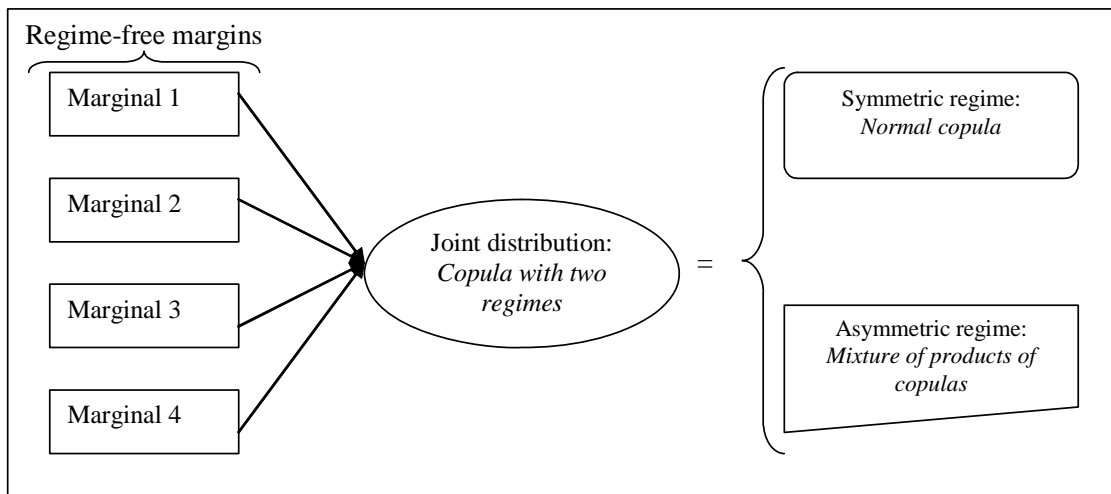 Regime-free margins
Marginal 1
Marginal 2
Marginal 3
Marginal 4
Joint distribution:
Copula with two
regimes
=
Symmetric regime:
Normal copula
Asymmetric regime:
Mixture of products of
copulas